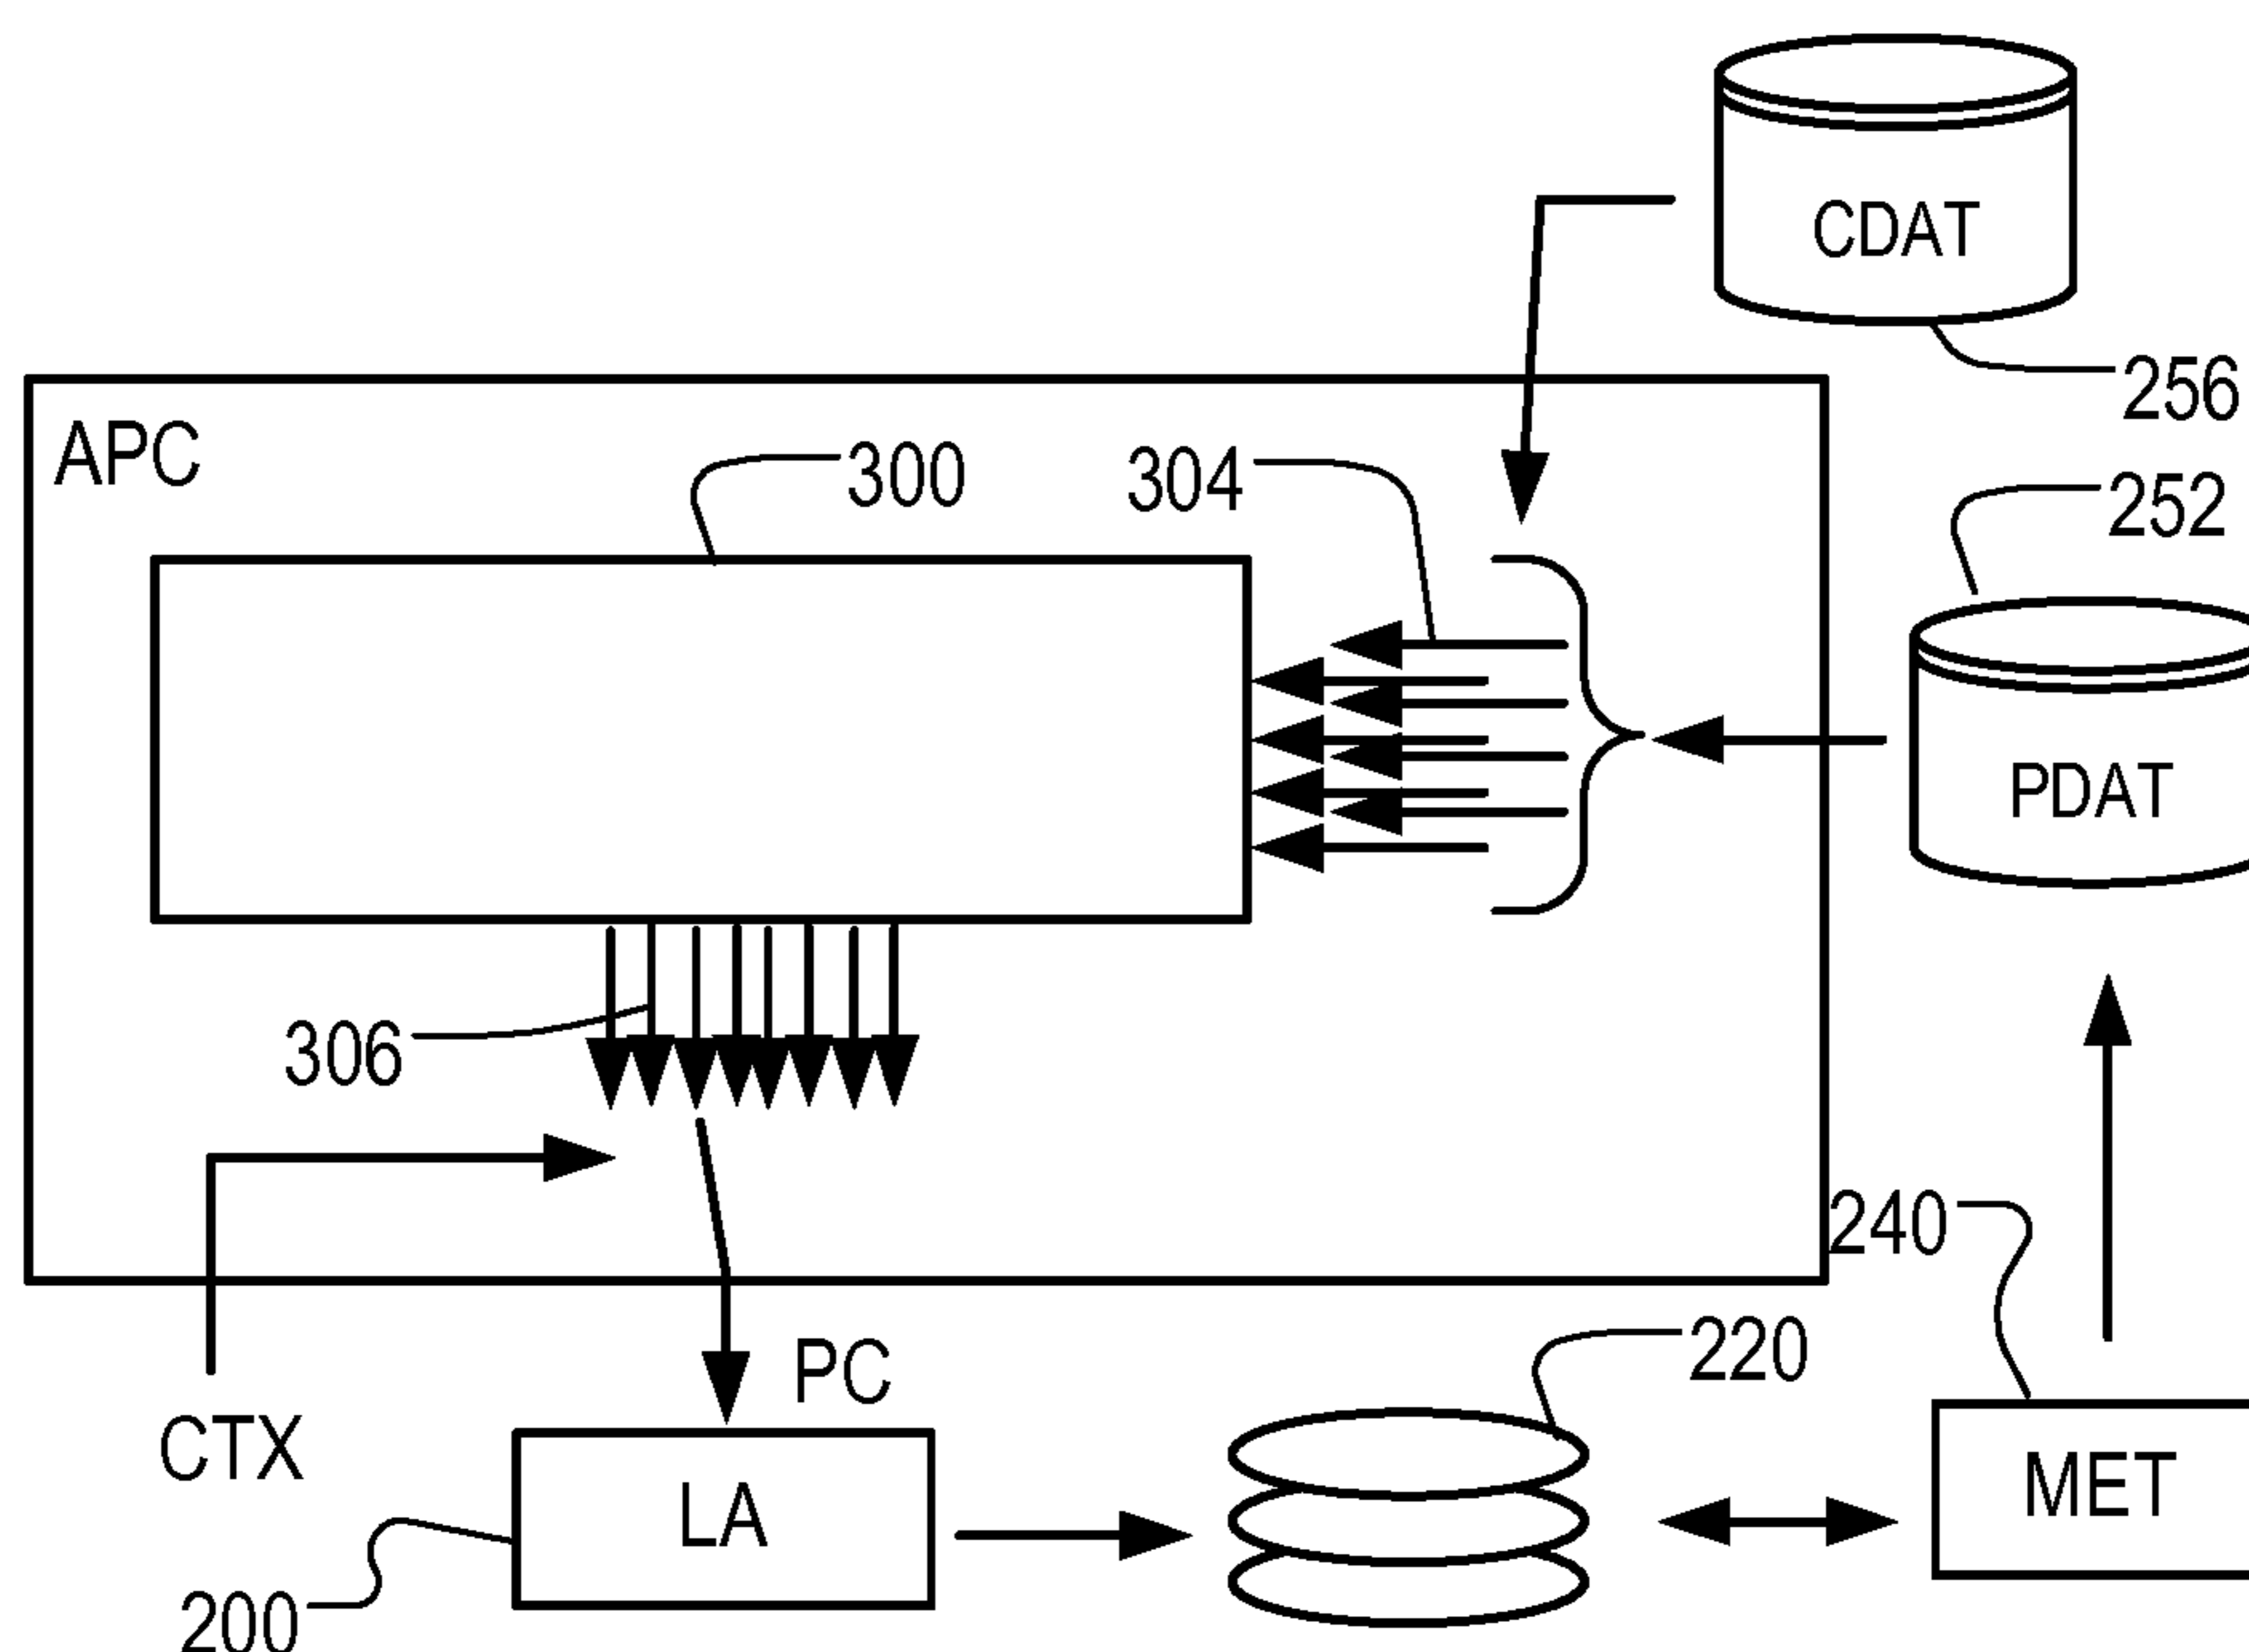 CDAT
256
APC
300
304
252
PDAT
306
240
PC
220
CTX
LA
MET
200